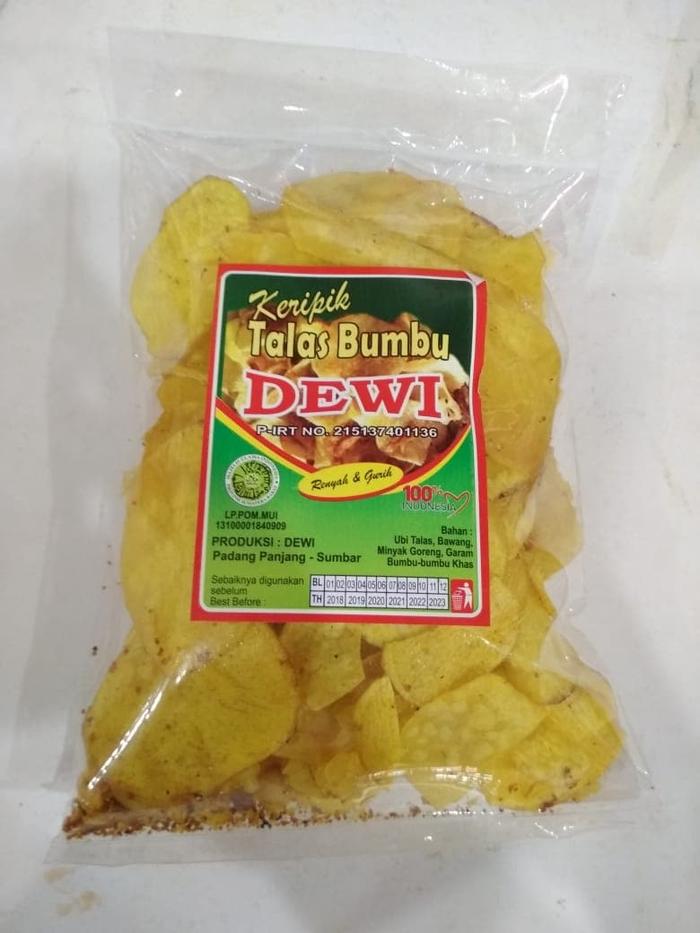 Keripik
Talas Bumbu
DEWI
P-IRT NO. 215137401136
Renyah & Gurih
100%
INDONESIA
LP.POM.MUI
13100001840909
PRODUKSI : DEWI
Padang Panjang - Sumbar
Bahan :
Ubi Talas, Bawang,
Minyak Goreng, Garam
Bumbu-bumbu Khas
Sebaiknya digunakan
sebelum
Best Before :
BL 01 02 03 04 05 06 07 08 09 10 11 12
TH 2018 2019 2020 2021 2022 2023